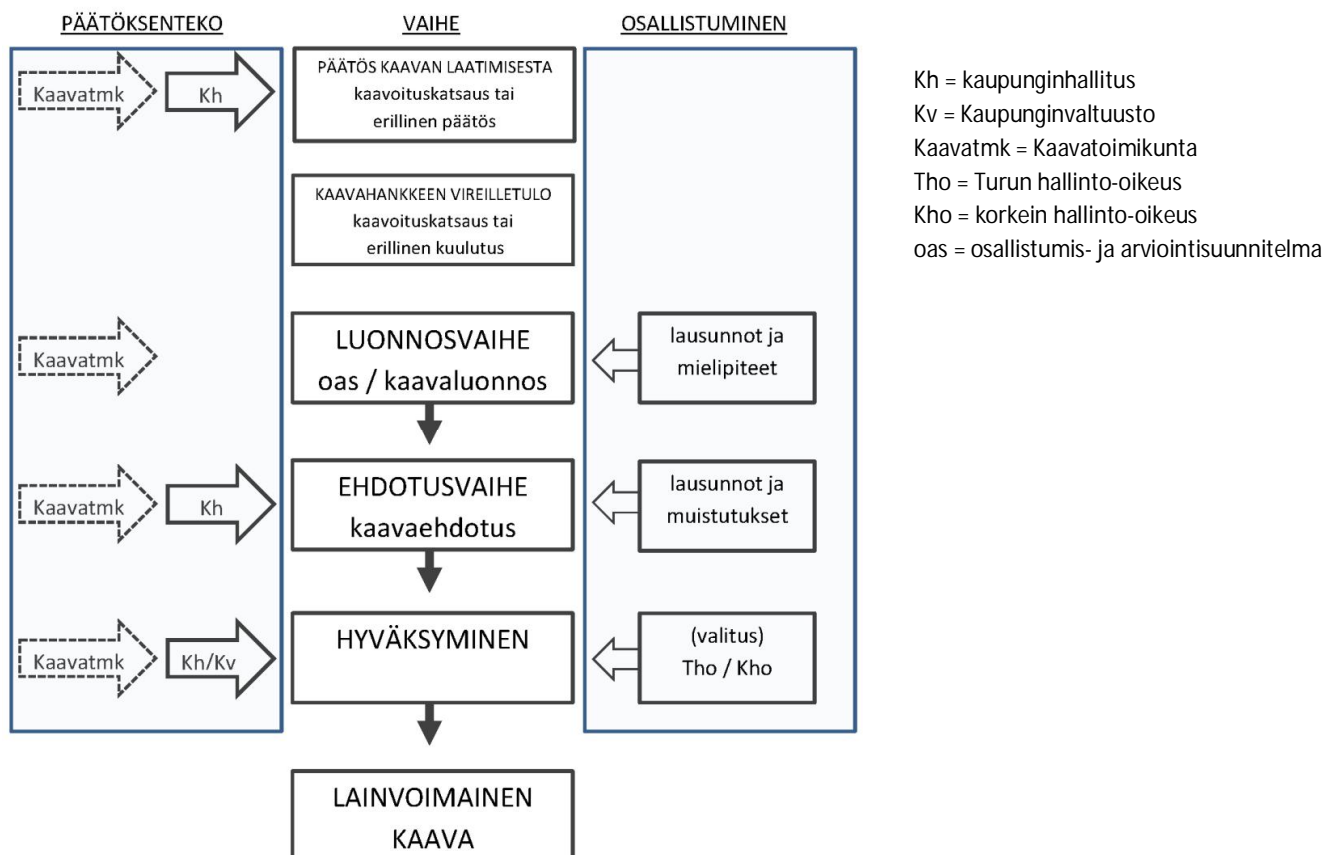 PÄÄTÖKSENTEKO
VAIHE
OSALLISTUMINEN
Kaavatmk
Kh
PÄÄTÖS KAAVAN LAATIMISESTA
kaavoituskatsaus tai
erillinen päätös
KAAVAHANKKEEN VIREILLETULO
kaavoituskatsaus tai
erillinen kuulutus
Kaavatmk
LUONNOSVAIHE
oas / kaavaluonnos
lausunnot ja
mielipiteet
Kaavatmk
Kh
EHDOTUSVAIHE
kaavaehdotus
lausunnot ja
muistutukset
Kaavatmk
Kh/Kv
HYVÄKSYMINEN
(valitus)
Tho / Kho
LAINVOIMAINEN
KAAVA
Kh = kaupunginhallitus
Kv = Kaupunginvaltuusto
Kaavatmk = Kaavatoimikunta
Tho = Turun hallinto-oikeus
Kho = korkein hallinto-oikeus
oas = osallistumis- ja arviointisuunnitelma